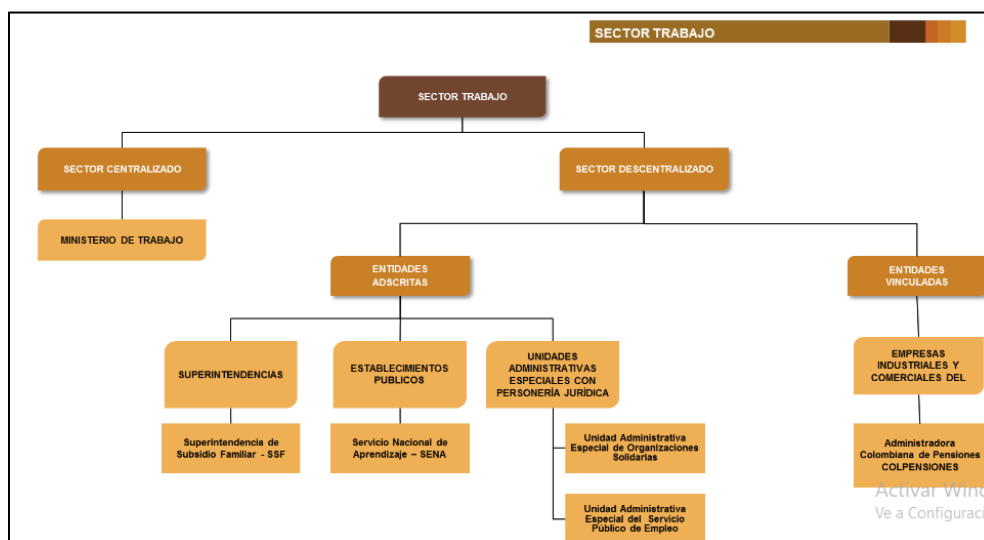 SECTOR TRABAJO
SECTOR TRABAJO
SECTOR CENTRALIZADO
SECTOR DESCENTRALIZADO
MINISTERIO DE TRABAJO
ENTIDADES
ADSCRITAS
ENTIDADES
VINCULADAS
SUPERINTENDENCIAS
ESTABLECIMIENTOS
PUBLICOS
UNIDADES
ADMINISTRATIVAS
ESPECIALES CON
PERSONERÍA JURÍDICA
EMPRESAS
INDUSTRIALES Y
COMERCIALES DEL
Superintendencia de
Subsidio Familiar - SSF
Servicio Nacional de
Aprendizaje – SENA
Unidad Administrativa
Especial de Organizaciones
Solidarias
Administradora
Colombiana de Pensiones
COLPENSIONES
Unidad Administrativa
Especial del Servicio
Público de Empleo
Activar Wind
Ve a Configuraci